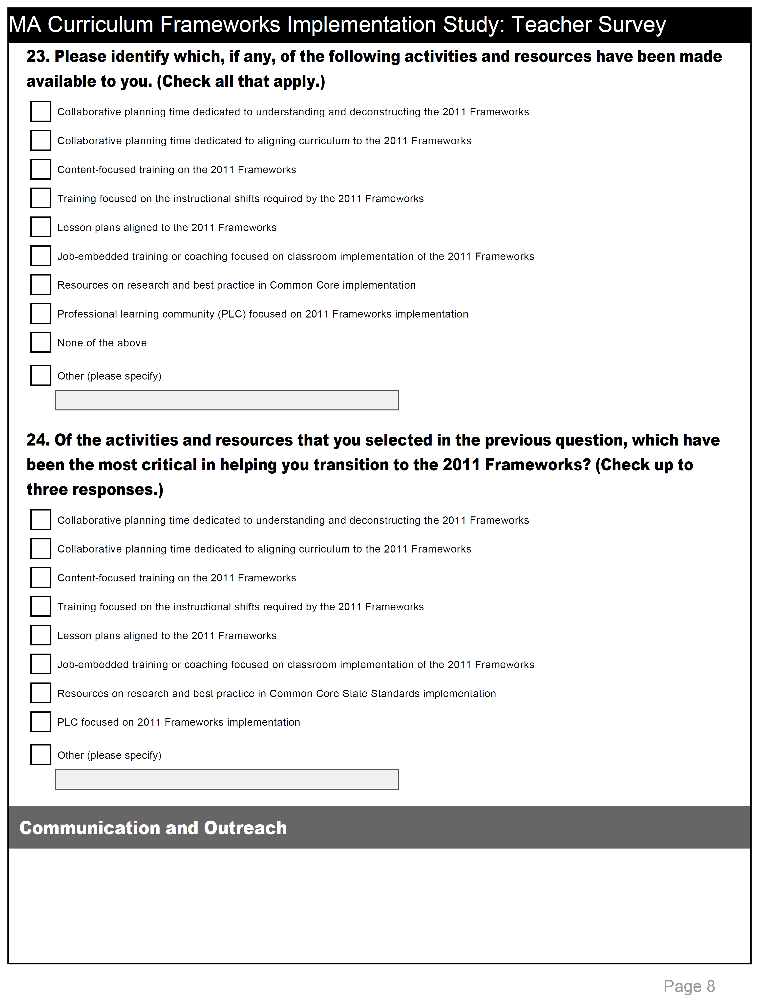 MA Curriculum Frameworks Implementation Study: Teacher Survey
23. Please identify which, if any, of the following activities and resources have been made
available to you. (Check all that apply.)
Collaborative planning time dedicated to understanding and deconstructing the 2011 Frameworks
Collaborative planning time dedicated to aligning curriculum to the 2011 Frameworks
Content-focused training on the 2011 Frameworks
Training focused on the instructional shifts required by the 2011 Frameworks
Lesson plans aligned to the 2011 Frameworks
Job-embedded training or coaching focused on classroom implementation of the 2011 Frameworks
Resources on research and best practice in Common Core implementation
Professional learning community (PLC) focused on 2011 Frameworks implementation
None of the above
Other (please specify)
24. Of the activities and resources that you selected in the previous question, which have
been the most critical in helping you transition to the 2011 Frameworks? (Check up to
three responses.)
Collaborative planning time dedicated to understanding and deconstructing the 2011 Frameworks
Collaborative planning time dedicated to aligning curriculum to the 2011 Frameworks
Content-focused training on the 2011 Frameworks
Training focused on the instructional shifts required by the 2011 Frameworks
Lesson plans aligned to the 2011 Frameworks
Job-embedded training or coaching focused on classroom implementation of the 2011 Frameworks
Resources on research and best practice in Common Core State Standards implementation
PLC focused on 2011 Frameworks implementation
Other (please specify)
Communication and Outreach
Page 8